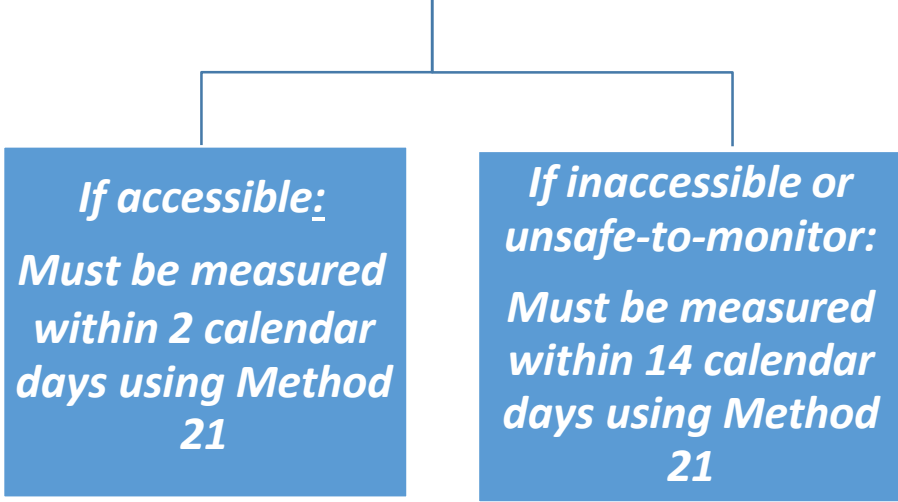 If accessible:
Must be measured
within 2 calendar
days using Method
21
If inaccessible or
unsafe-to-monitor:
Must be measured
within 14 calendar
days using Method
21